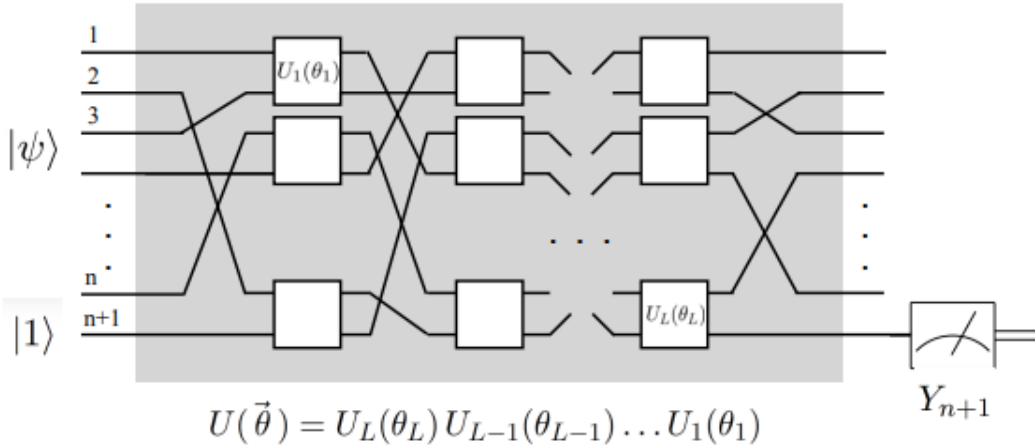 1
U_1(θ_1)
2
3
|ψ⟩
. . .
. . .
. . .
n
|1⟩
n+1
U_L(θ_L)
Y_{n+1}
U(\vec{θ}) = U_L(θ_L) U_{L-1}(θ_{L-1}) … U_1(θ_1)